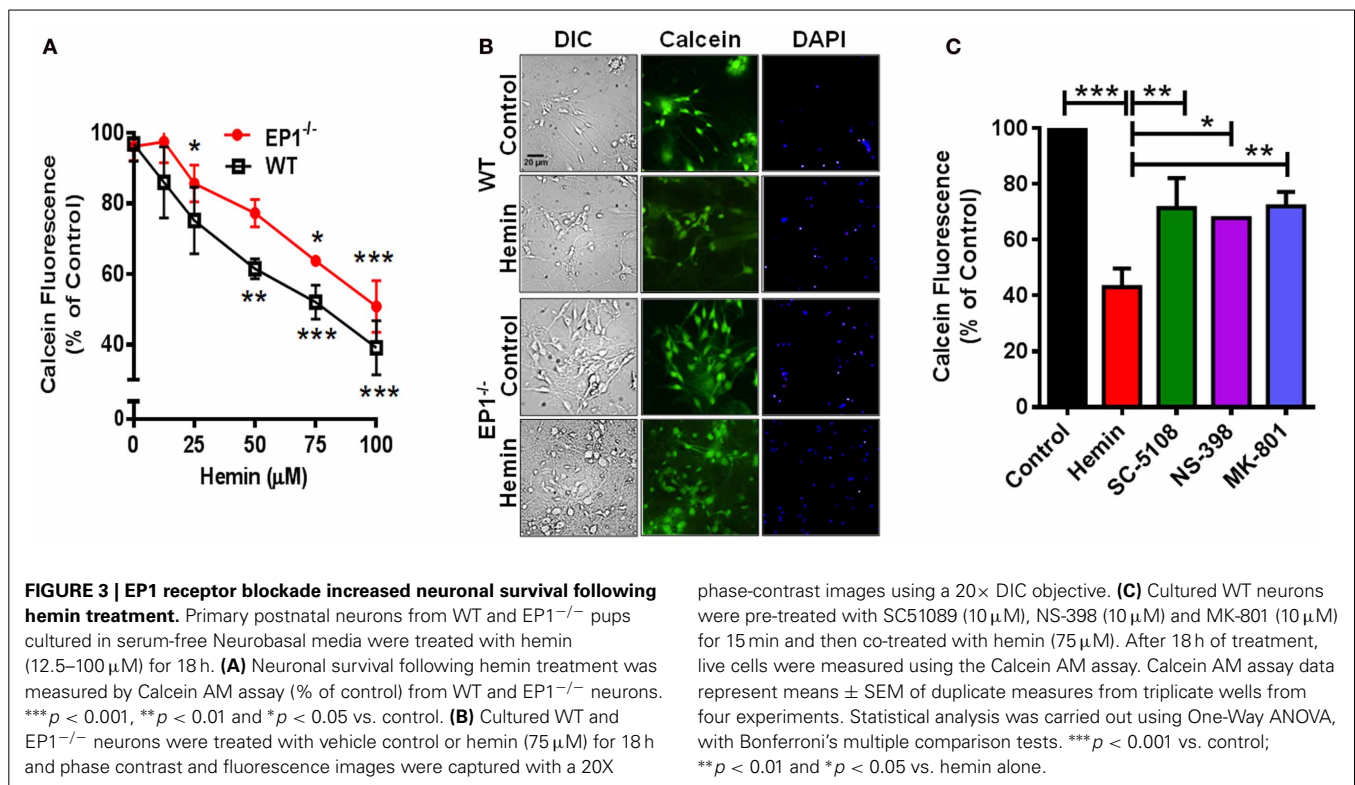 A
Calcein Fluorescence
(% of Control)
100
80
60
40
0
EP1-/-
WT
*
*
***
**
***
***
0
25
50
75
100
Hemin (μM)
B
DIC
Calcein
DAPI
WT
Control
Hemin
EP1-/-
Control
Hemin
20 μm
C
Calcein Fluorescence
(% of Control)
100
80
60
40
20
0
***
**
*
**
Control
Hemin
SC-5108
NS-398
MK-801
FIGURE 3 | EP1 receptor blockade increased neuronal survival following
hemin treatment. Primary postnatal neurons from WT and EP1−/− pups
cultured in serum-free Neurobasal media were treated with hemin
(12.5–100 μM) for 18 h. (A) Neuronal survival following hemin treatment was
measured by Calcein AM assay (% of control) from WT and EP1−/− neurons.
***p < 0.001, **p < 0.01 and *p < 0.05 vs. control. (B) Cultured WT and
EP1−/− neurons were treated with vehicle control or hemin (75 μM) for 18 h
and phase contrast and fluorescence images were captured with a 20X
phase-contrast images using a 20× DIC objective. (C) Cultured WT neurons
were pre-treated with SC51089 (10 μM), NS-398 (10 μM) and MK-801 (10 μM)
for 15 min and then co-treated with hemin (75 μM). After 18 h of treatment,
live cells were measured using the Calcein AM assay. Calcein AM assay data
represent means ± SEM of duplicate measures from triplicate wells from
four experiments. Statistical analysis was carried out using One-Way ANOVA,
with Bonferroni's multiple comparison tests. ***p < 0.001 vs. control;
**p < 0.01 and *p < 0.05 vs. hemin alone.